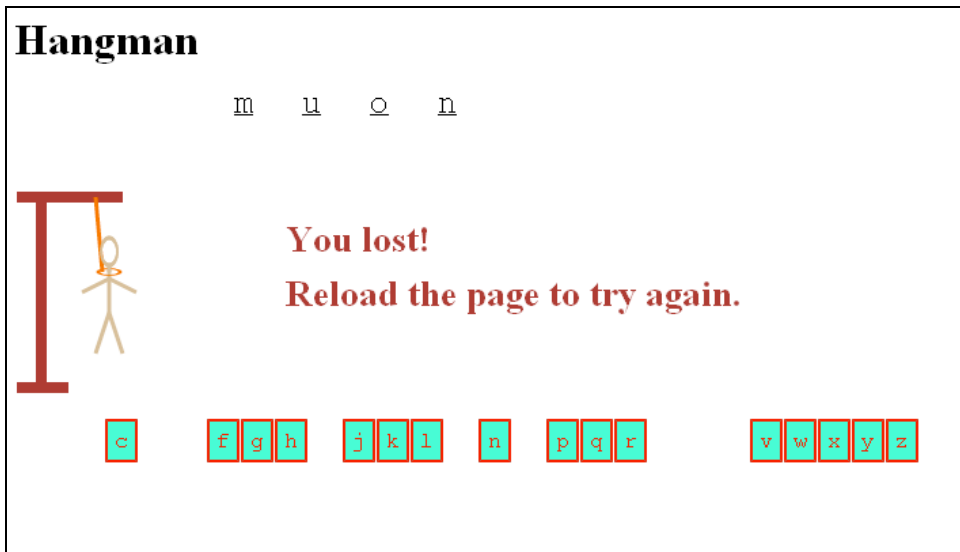 Hangman
m u o n
You lost!
Reload the page to try again.
c f g h j k l n p q r v w x y z